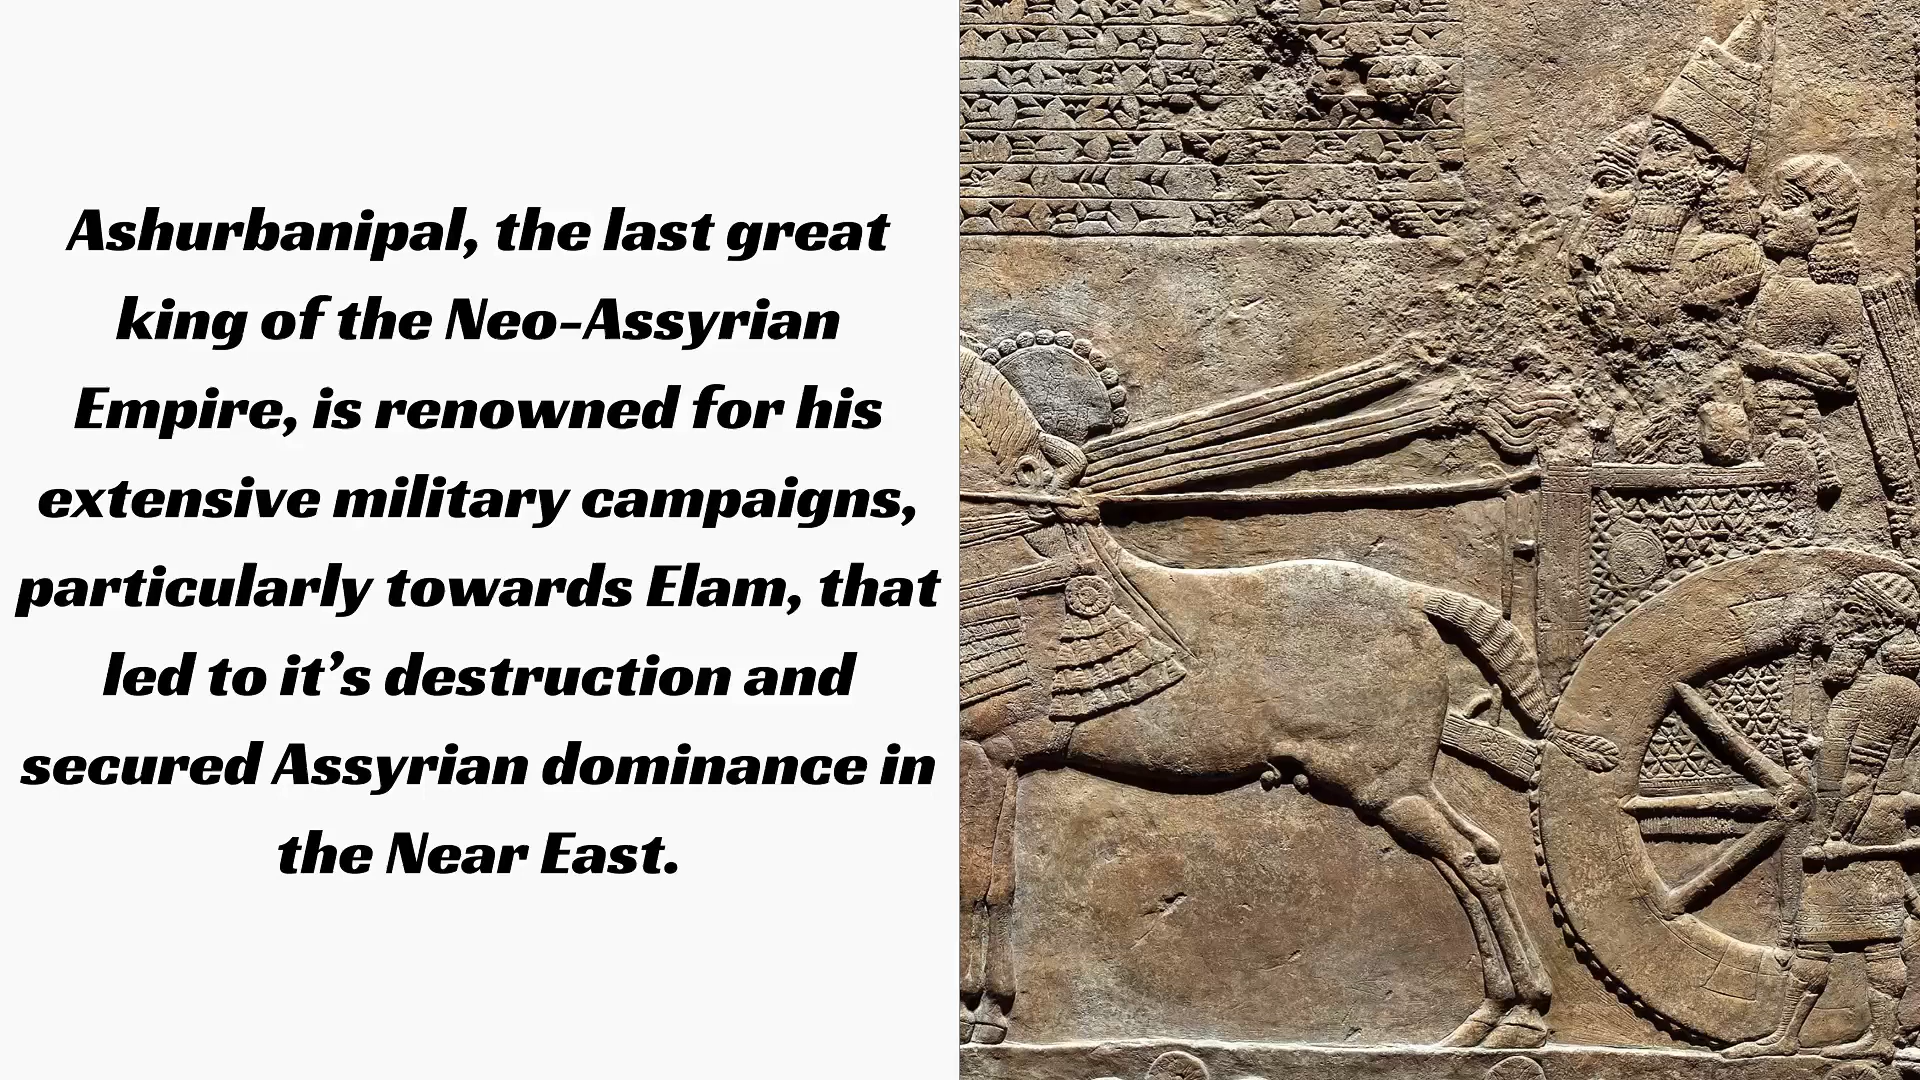 Ashurbanipal, the last great
king of the Neo-Assyrian
Empire, is renowned for his
extensive military campaigns,
particularly towards Elam, that
led to it’s destruction and
secured Assyrian dominance in
the Near East.